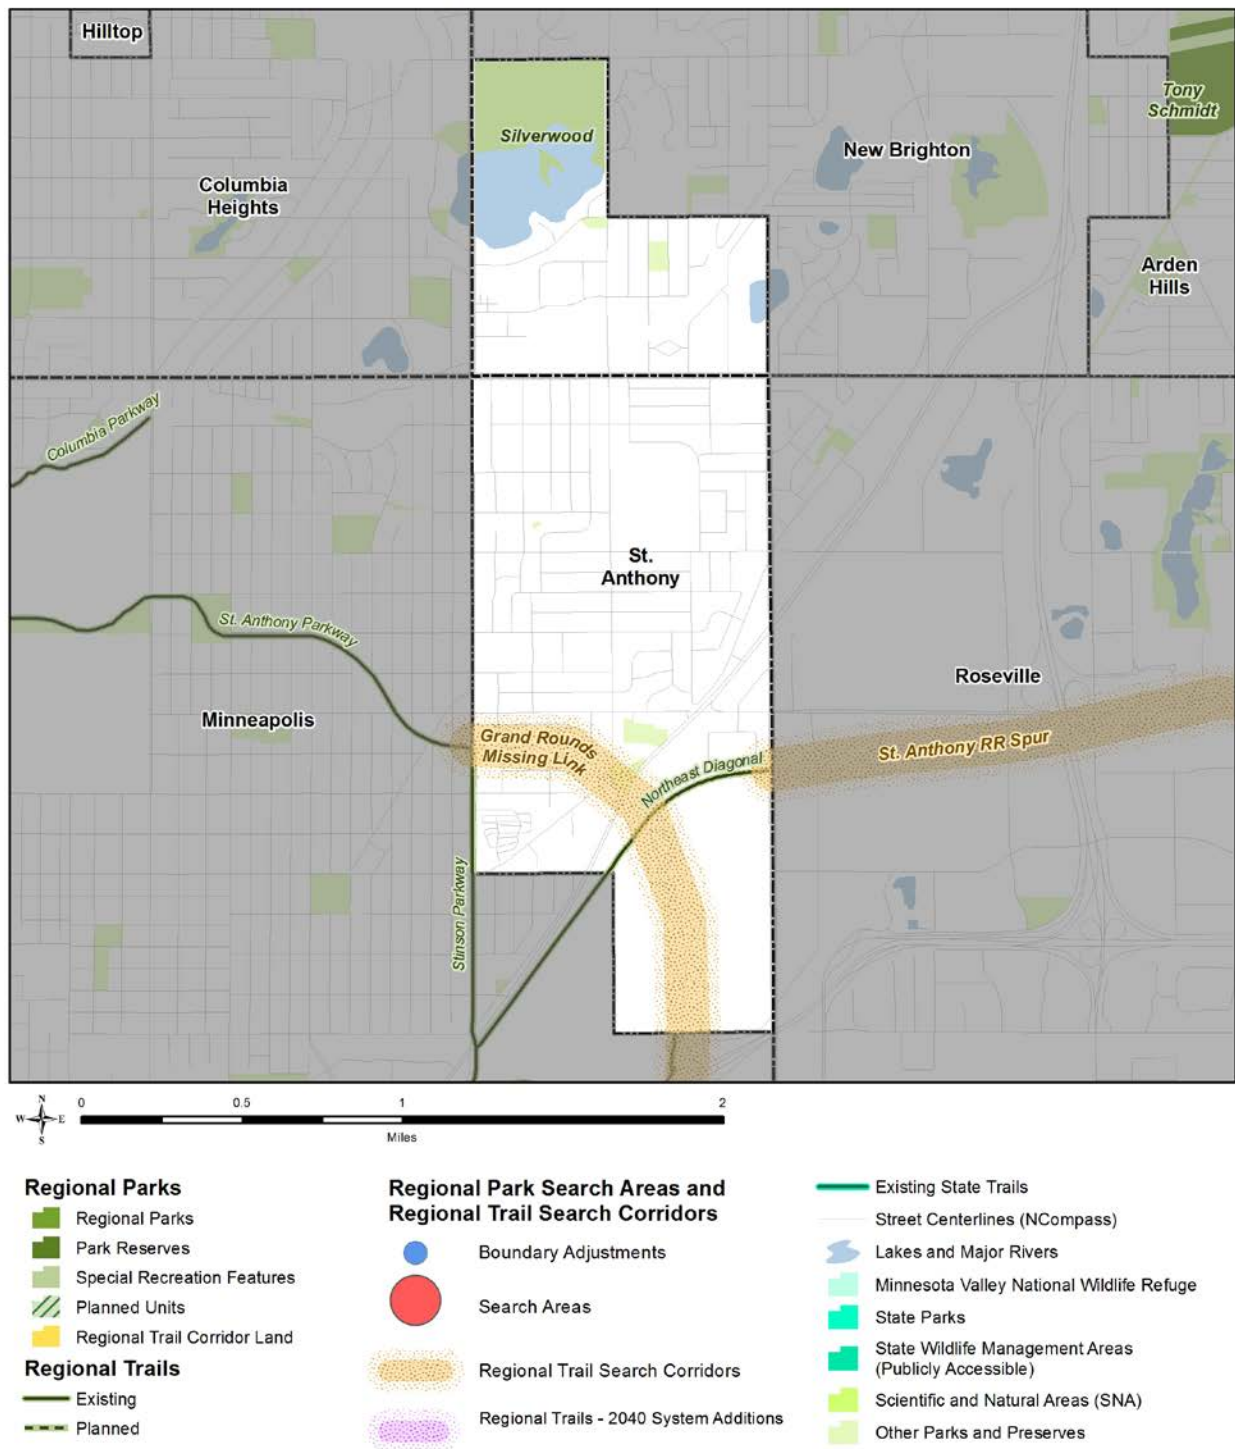 Hilltop
Tony
Schmidt
Silverwood
New Brighton
Columbia
Heights
Arden
Hills
Columbia Parkway
St.
Anthony
St. Anthony Parkway
Roseville
Minneapolis
Grand Rounds
Missing Link
St. Anthony RR Spur
Northeast Diagonal
Stinson Parkway
N
W E
S
0 0.5 1 2
Miles
Regional Parks
Regional Parks
Park Reserves
Special Recreation Features
Planned Units
Regional Trail Corridor Land
Regional Trails
Existing
Planned
Regional Park Search Areas and
Regional Trail Search Corridors
Boundary Adjustments
Search Areas
Regional Trail Search Corridors
Regional Trails - 2040 System Additions
Existing State Trails
Street Centerlines (NCompass)
Lakes and Major Rivers
Minnesota Valley National Wildlife Refuge
State Parks
State Wildlife Management Areas
(Publicly Accessible)
Scientific and Natural Areas (SNA)
Other Parks and Preserves